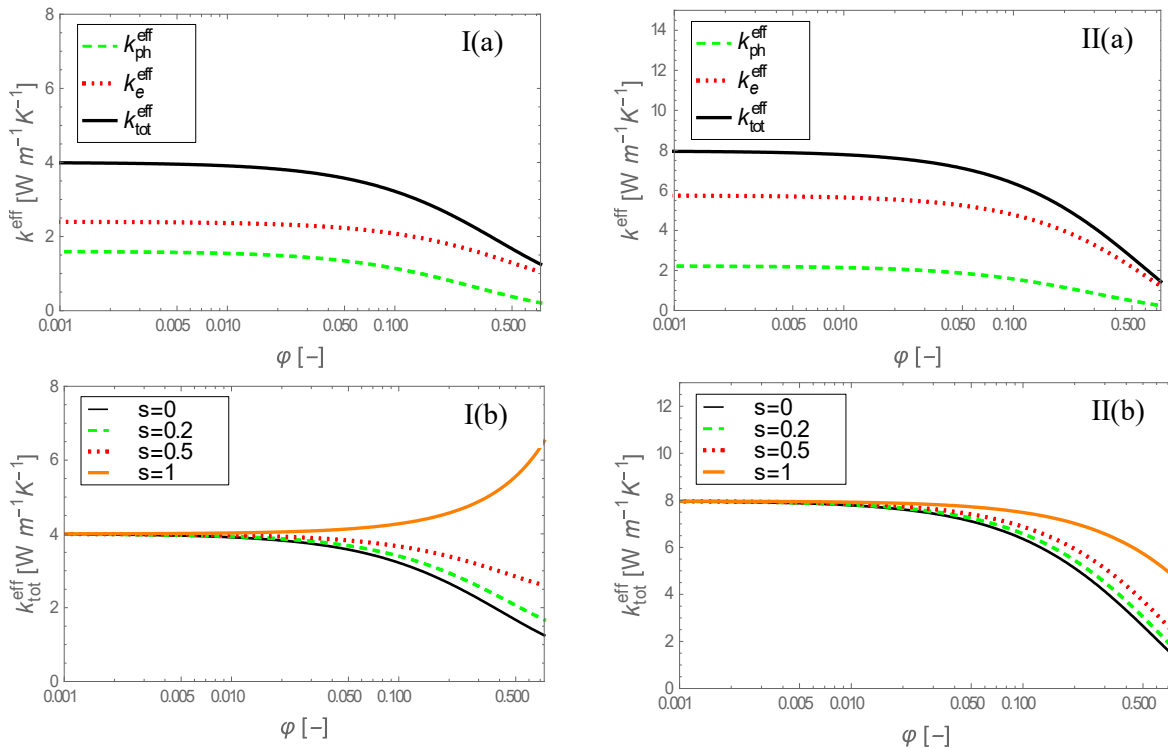 I(a)
k_ph^eff
k_e^eff
k_tot^eff
k^eff [W m^−1 K^−1]
8
6
4
2
0
0.001 0.005 0.010 0.050 0.100 0.500
φ [−]
II(a)
k_ph^eff
k_e^eff
k_tot^eff
k^eff [W m^−1 K^−1]
14
12
10
8
6
4
2
0
0.001 0.005 0.010 0.050 0.100 0.500
φ [−]
I(b)
s=0
s=0.2
s=0.5
s=1
k_tot^eff [W m^−1 K^−1]
8
6
4
2
0
0.001 0.005 0.010 0.050 0.100 0.500
φ [−]
II(b)
s=0
s=0.2
s=0.5
s=1
k_tot^eff [W m^−1 K^−1]
12
10
8
6
4
2
0
0.001 0.005 0.010 0.050 0.100 0.500
φ [−]